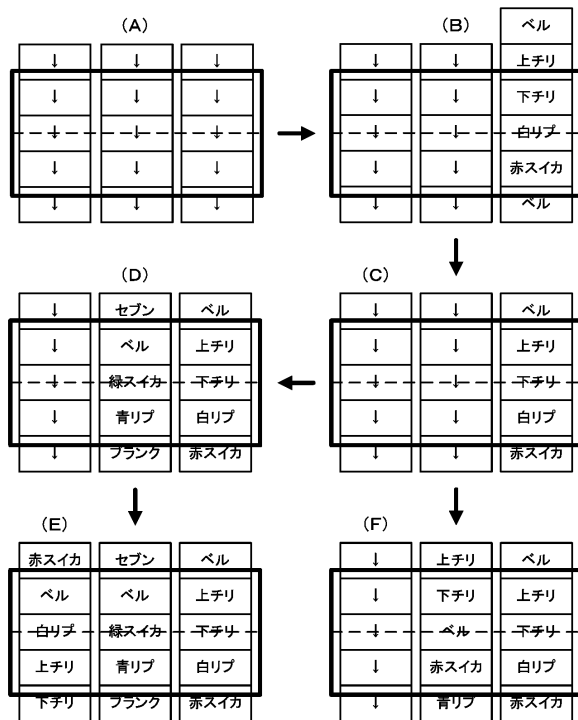 (A)
↓ ↓ ↓
↓ ↓ ↓
↓ ↓ ↓
↓ ↓ ↓
↓ ↓ ↓
(B)
ベル
↓ ↓ 上チリ
↓ ↓ 下チリ
↓ ↓ 白リプ
↓ ↓ 赤スイカ
↓ ↓ ベル
(D)
↓ セブン ベル
↓ ベル 上チリ
↓ 緑スイカ 下チリ
↓ 青リプ 白リプ
↓ ブランク 赤スイカ
(C)
↓ ↓ ベル
↓ ↓ 上チリ
↓ ↓ 下チリ
↓ ↓ 白リプ
↓ ↓ 赤スイカ
(E)
赤スイカ セブン ベル
ベル ベル 上チリ
白リプ 緑スイカ 下チリ
上チリ 青リプ 白リプ
下チリ ブランク 赤スイカ
(F)
↓ 上チリ ベル
↓ 下チリ 上チリ
↓ ベル 下チリ
↓ 赤スイカ 白リプ
↓ 青リプ 赤スイカ